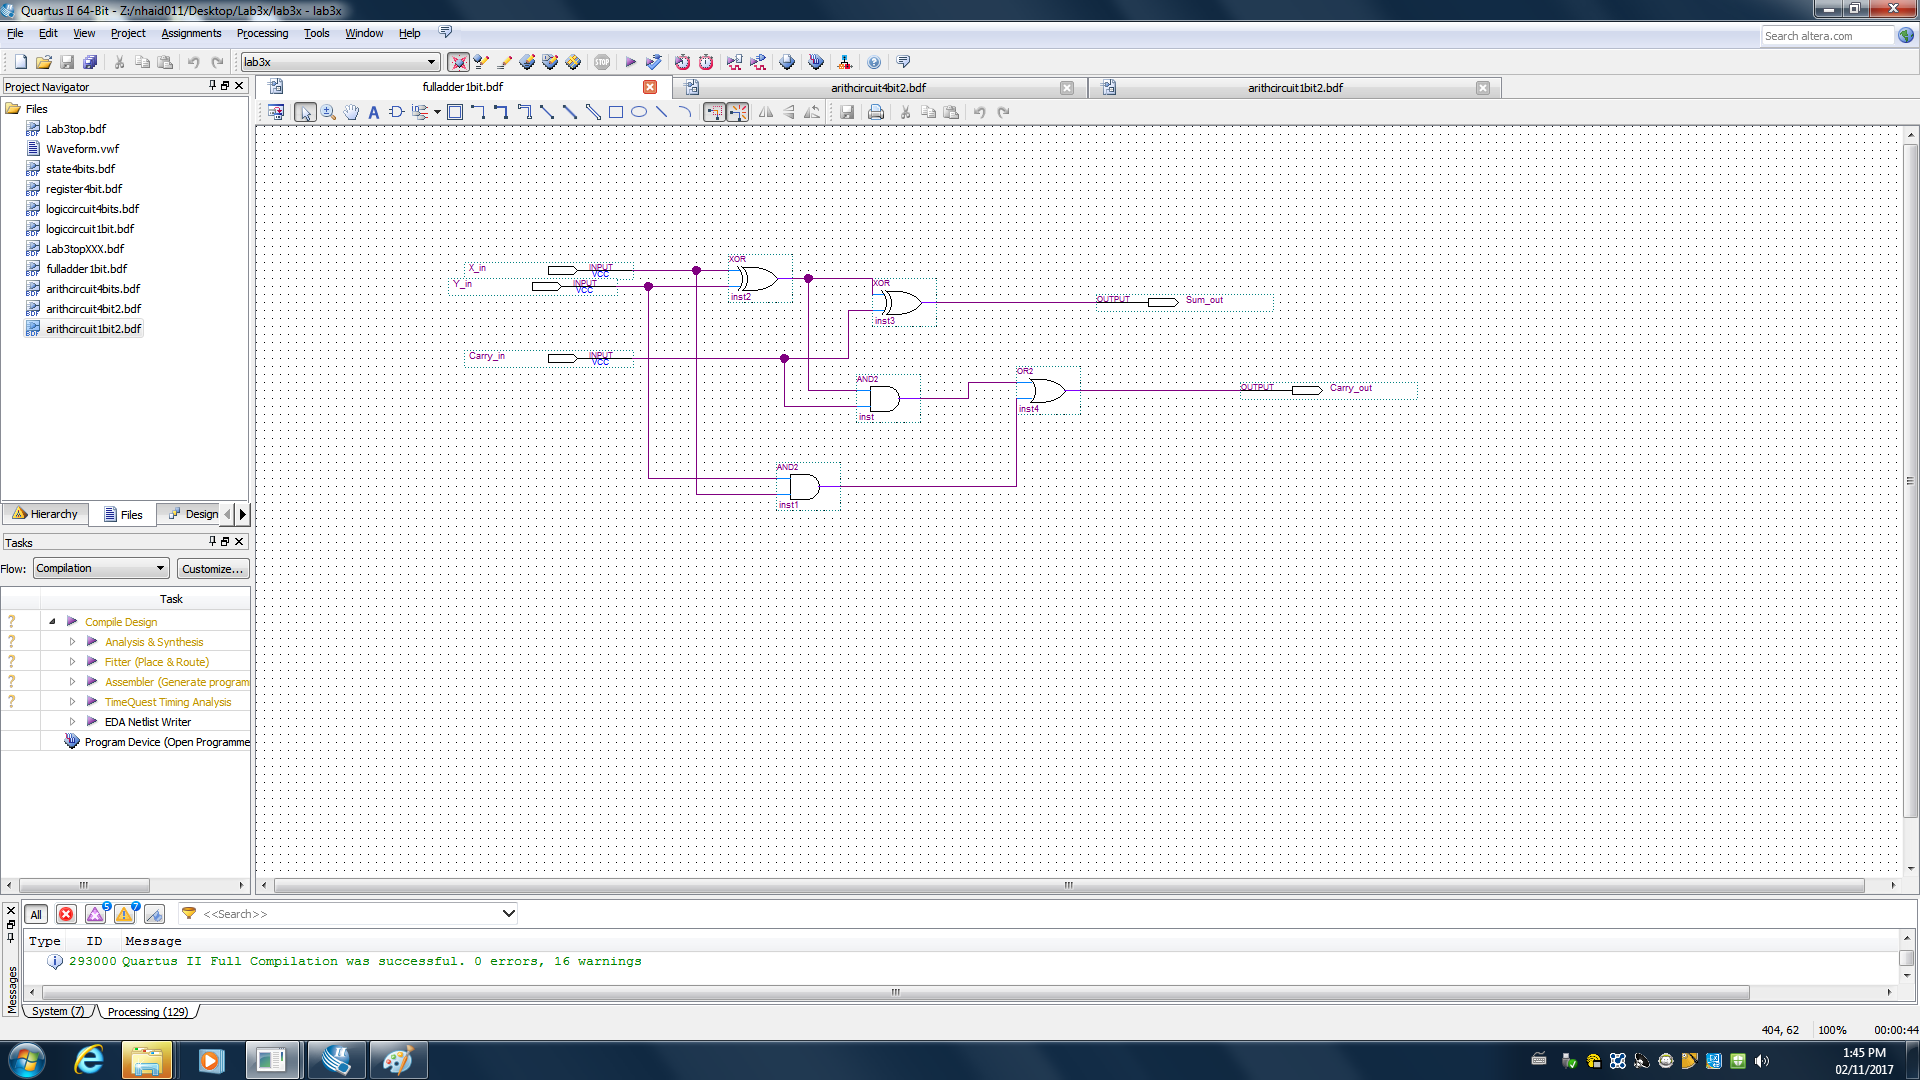 Quartus II 64-Bit - Z:/nhaid011/Desktop/Lab3x/lab3x - lab3x
File Edit View Project Assignments Processing Tools Window Help
Search altera.com
lab3x
Project Navigator
fulladder1bit.bdf
arithcircuit4bit2.bdf
arithcircuit1bit2.bdf
Files
Lab3top.bdf
Waveform.vwf
state4bits.bdf
register4bit.bdf
logiccircuit4bits.bdf
logiccircuit1bit.bdf
Lab3topXXX.bdf
fulladder1bit.bdf
arithcircuit4bits.bdf
arithcircuit4bit2.bdf
arithcircuit1bit2.bdf
Hierarchy Files Design
Tasks
Flow: Compilation Customize...
Task
Compile Design
Analysis & Synthesis
Fitter (Place & Route)
Assembler (Generate program
TimeQuest Timing Analysis
EDA Netlist Writer
Program Device (Open Programme
X_in INPUT VCC
Y_in INPUT VCC
Carry_in INPUT VCC
XOR
inst2
XOR
inst3
AND2
inst
AND2
inst1
OR2
inst4
OUTPUT Sum_out
OUTPUT Carry_out
All 5 7 <<Search>>
Type ID Message
293000 Quartus II Full Compilation was successful. 0 errors, 16 warnings
Messages
System (7) Processing (129)
404, 62 100% 00:00:44
1:45 PM
02/11/2017